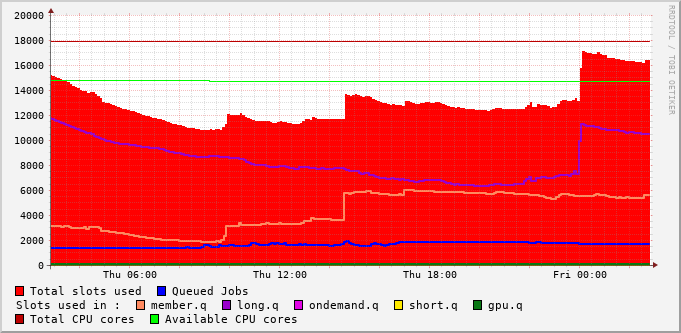 20000
18000
16000
14000
12000
10000
8000
6000
4000
2000
0
Thu 06:00 Thu 12:00 Thu 18:00 Fri 00:00
RRDTOOL / TOBI OETIKER
Total slots used Queued Jobs
Slots used in : member.q long.q ondemand.q short.q gpu.q
Total CPU cores Available CPU cores